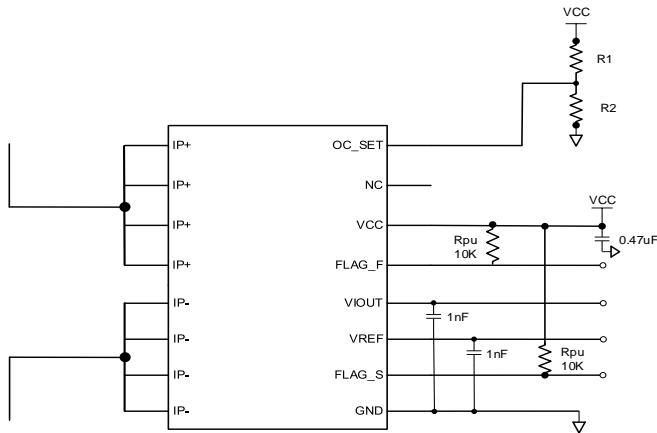 VCC
R1
R2
IP+
OC_SET
IP+
NC
IP+
VCC
VCC
0.47uF
Rpu
10K
IP+
FLAG_F
IP-
VIOUT
1nF
IP-
VREF
1nF
Rpu
10K
IP-
FLAG_S
IP-
GND